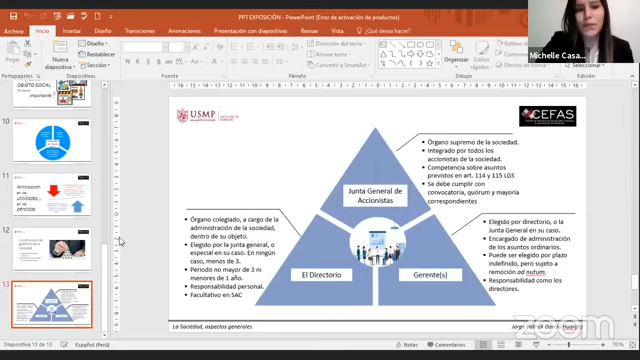 PPT EXPOSICIÓN - PowerPoint (Error de activación de productos)
Archivo Inicio Insertar Diseño Transiciones Animaciones Presentación con diapositivas Revisar Vista ¿Qué desea hacer?
Pegar
Nueva diapositiva
Diseño
Restablecer
Sección
Dirección del texto
Alinear texto
Convertir a SmartArt
Organizar
Estilos
Seleccionar
Portapapeles
Diapositivas
Fuente
Párrafo
Dibujo
Michelle Casa...
OBJETO SOCIAL
10
11
Participación en las utilidades y en las pérdidas
12
13
USMP
CEFAS
Junta General de Accionistas
• Órgano supremo de la sociedad.
• Integrado por todos los accionistas de la sociedad.
• Competencia sobre asuntos previstos en art. 114 y 115 LGS
• Se debe cumplir con convocatoria, quórum y mayoría correspondientes
• Órgano colegiado, a cargo de la administración de la sociedad, dentro de su objeto.
• Elegido por la junta general, o especial en su caso. En ningún caso, menos de 3.
• Periodo no mayor de 3 ni menores de 1 año.
• Responsabilidad personal.
• Facultativo en SAC
El Directorio
Gerente(s)
• Elegido por directorio, o la Junta General en su caso.
• Encargado de administración de los asuntos ordinarios.
• Puede ser elegido por plazo indefinido, pero sujeto a remoción ad nutum.
• Responsabilidad como los directores.
La Sociedad, aspectos generales
Jorge Patrick García Huaroto
zoom
Diapositiva 13 de 13
Español (Perú)
Notas
Comentarios
70 %